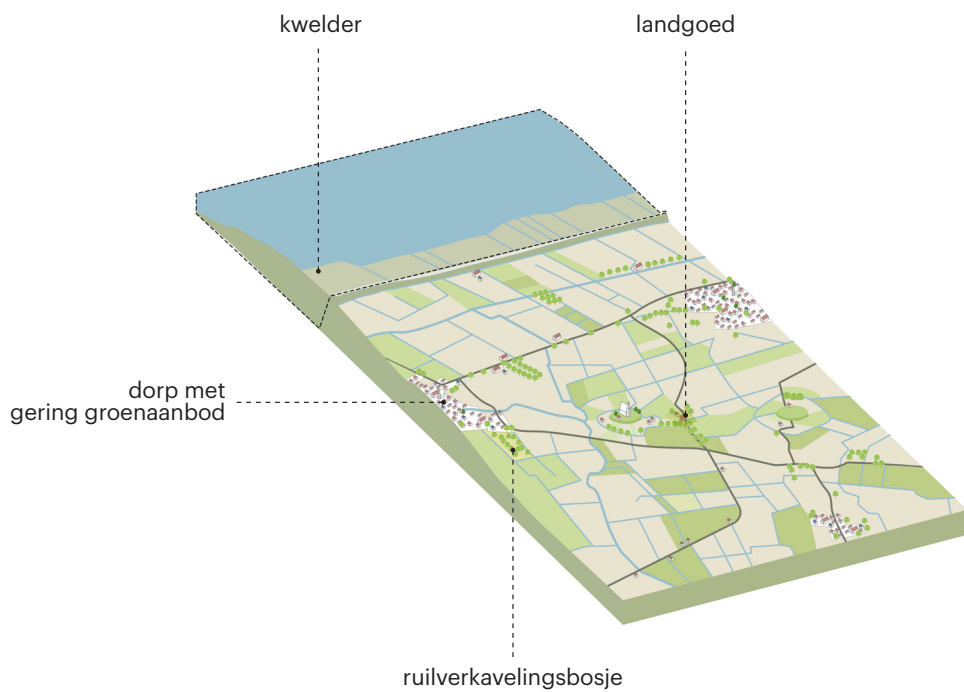 kwelder
landgoed
dorp met
gering groenaanbod
ruilverkavelingsbosje